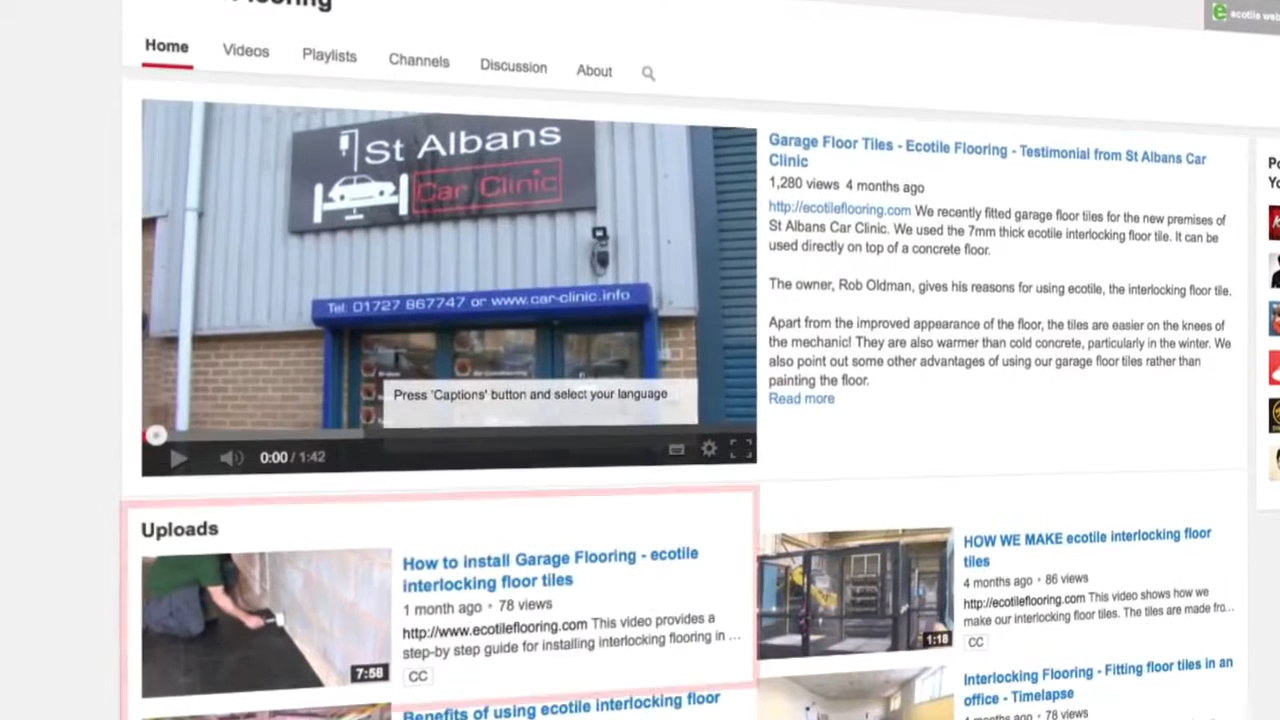 ecotile web
Home Videos Playlists Channels Discussion About
St Albans
Car Clinic
Tel: 01727 867747 or www.car-clinic.info
Press 'Captions' button and select your language
0:00 / 1:42
Garage Floor Tiles - Ecotile Flooring - Testimonial from St Albans Car
Clinic
1,280 views 4 months ago
http://ecotileflooring.com We recently fitted garage floor tiles for the new premises of
St Albans Car Clinic. We used the 7mm thick ecotile interlocking floor tile. It can be
used directly on top of a concrete floor.
The owner, Rob Oldman, gives his reasons for using ecotile, the interlocking floor tile.
Apart from the improved appearance of the floor, the tiles are easier on the knees of
the mechanic! They are also warmer than cold concrete, particularly in the winter. We
also point out some other advantages of using our garage floor tiles rather than
painting the floor.
Read more
Uploads
How to install Garage Flooring - ecotile
interlocking floor tiles
1 month ago • 78 views
http://www.ecotileflooring.com This video provides a
step-by step guide for installing interlocking flooring in ...
CC
7:58
Benefits of using ecotile interlocking floor
HOW WE MAKE ecotile interlocking floor
tiles
4 months ago • 86 views
http://ecotileflooring.com This video shows how we
make our interlocking floor tiles. The tiles are made fro...
CC
1:18
Interlocking Flooring - Fitting floor tiles in an
office - Timelapse
4 months ago • 78 views